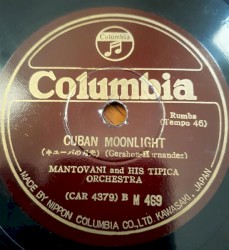 Columbia
Columbia
Rumba
(Tempo 46)
CUBAN MOONLIGHT
(キューバの月光) (Gershon-Hernandez)
MANTOVANI and HIS TIPICA
ORCHESTRA
(CAR 4379) B M 469
MADE BY NIPPON COLUMBIA CO., LTD. KAWASAKI, JAPAN